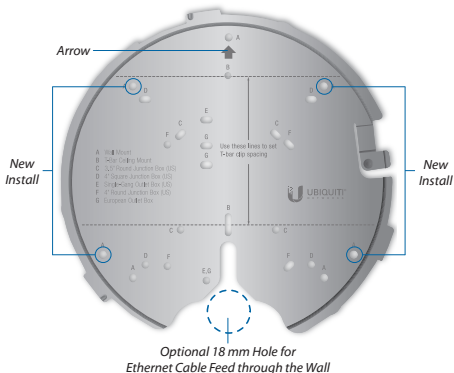 Arrow
A
B
D
D
E
C
C
F
F
G
G
Use these lines to set
T-bar clip spacing
A Wall Mount
B T-Bar Ceiling Mount
C 3.5" Round Junction Box (US)
D 4" Square Junction Box (US)
E Single-Gang Outlet Box (US)
F 4" Round Junction Box (US)
G European Outlet Box
New
Install
New
Install
UBIQUITI
NETWORKS
B
C
C
A
D
F
A
E,G
F
D
A
Optional 18 mm Hole for
Ethernet Cable Feed through the Wall